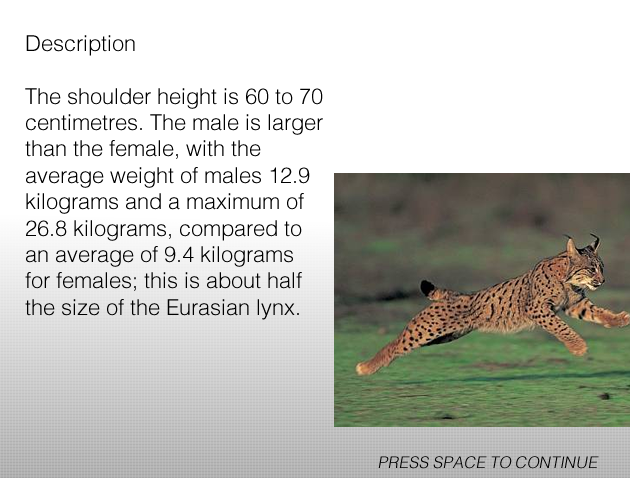 Description
The shoulder height is 60 to 70
centimetres. The male is larger
than the female, with the
average weight of males 12.9
kilograms and a maximum of
26.8 kilograms, compared to
an average of 9.4 kilograms
for females; this is about half
the size of the Eurasian lynx.
PRESS SPACE TO CONTINUE